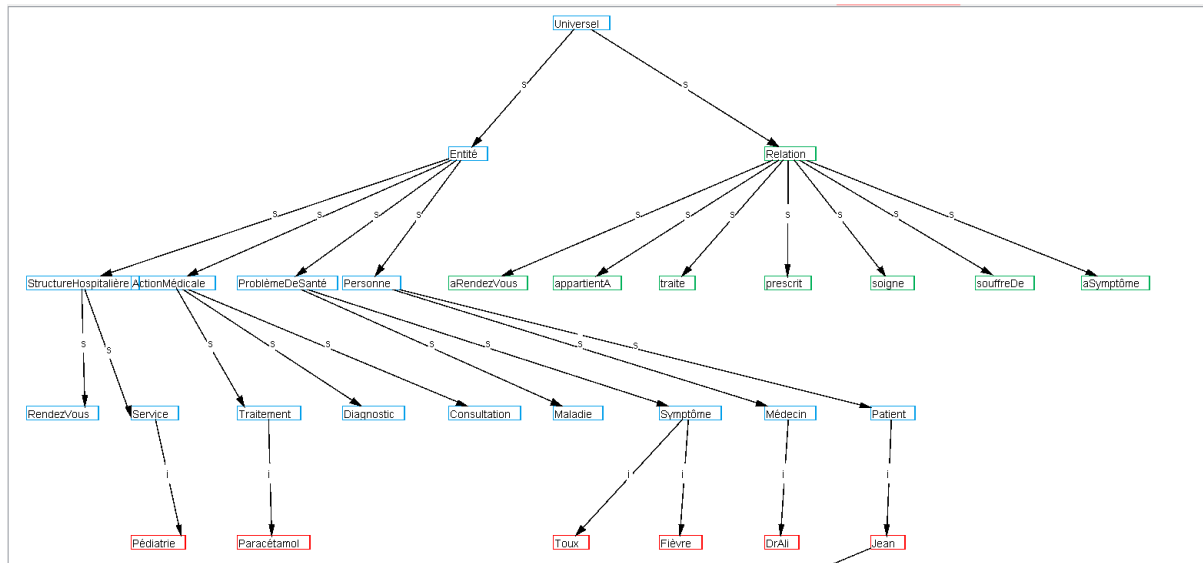 Universel
s s
Entité Relation
s s s s s s s s s s s
StructureHospitalière ActionMédicale ProblèmeDeSanté Personne aRendezVous appartientA traite prescrit soigne souffreDe aSymptôme
s s s s s s s s s
RendezVous Service Traitement Diagnostic Consultation Maladie Symptôme Médecin Patient
i i i i i i
Pédiatrie Paracétamol Toux Fièvre DrAli Jean